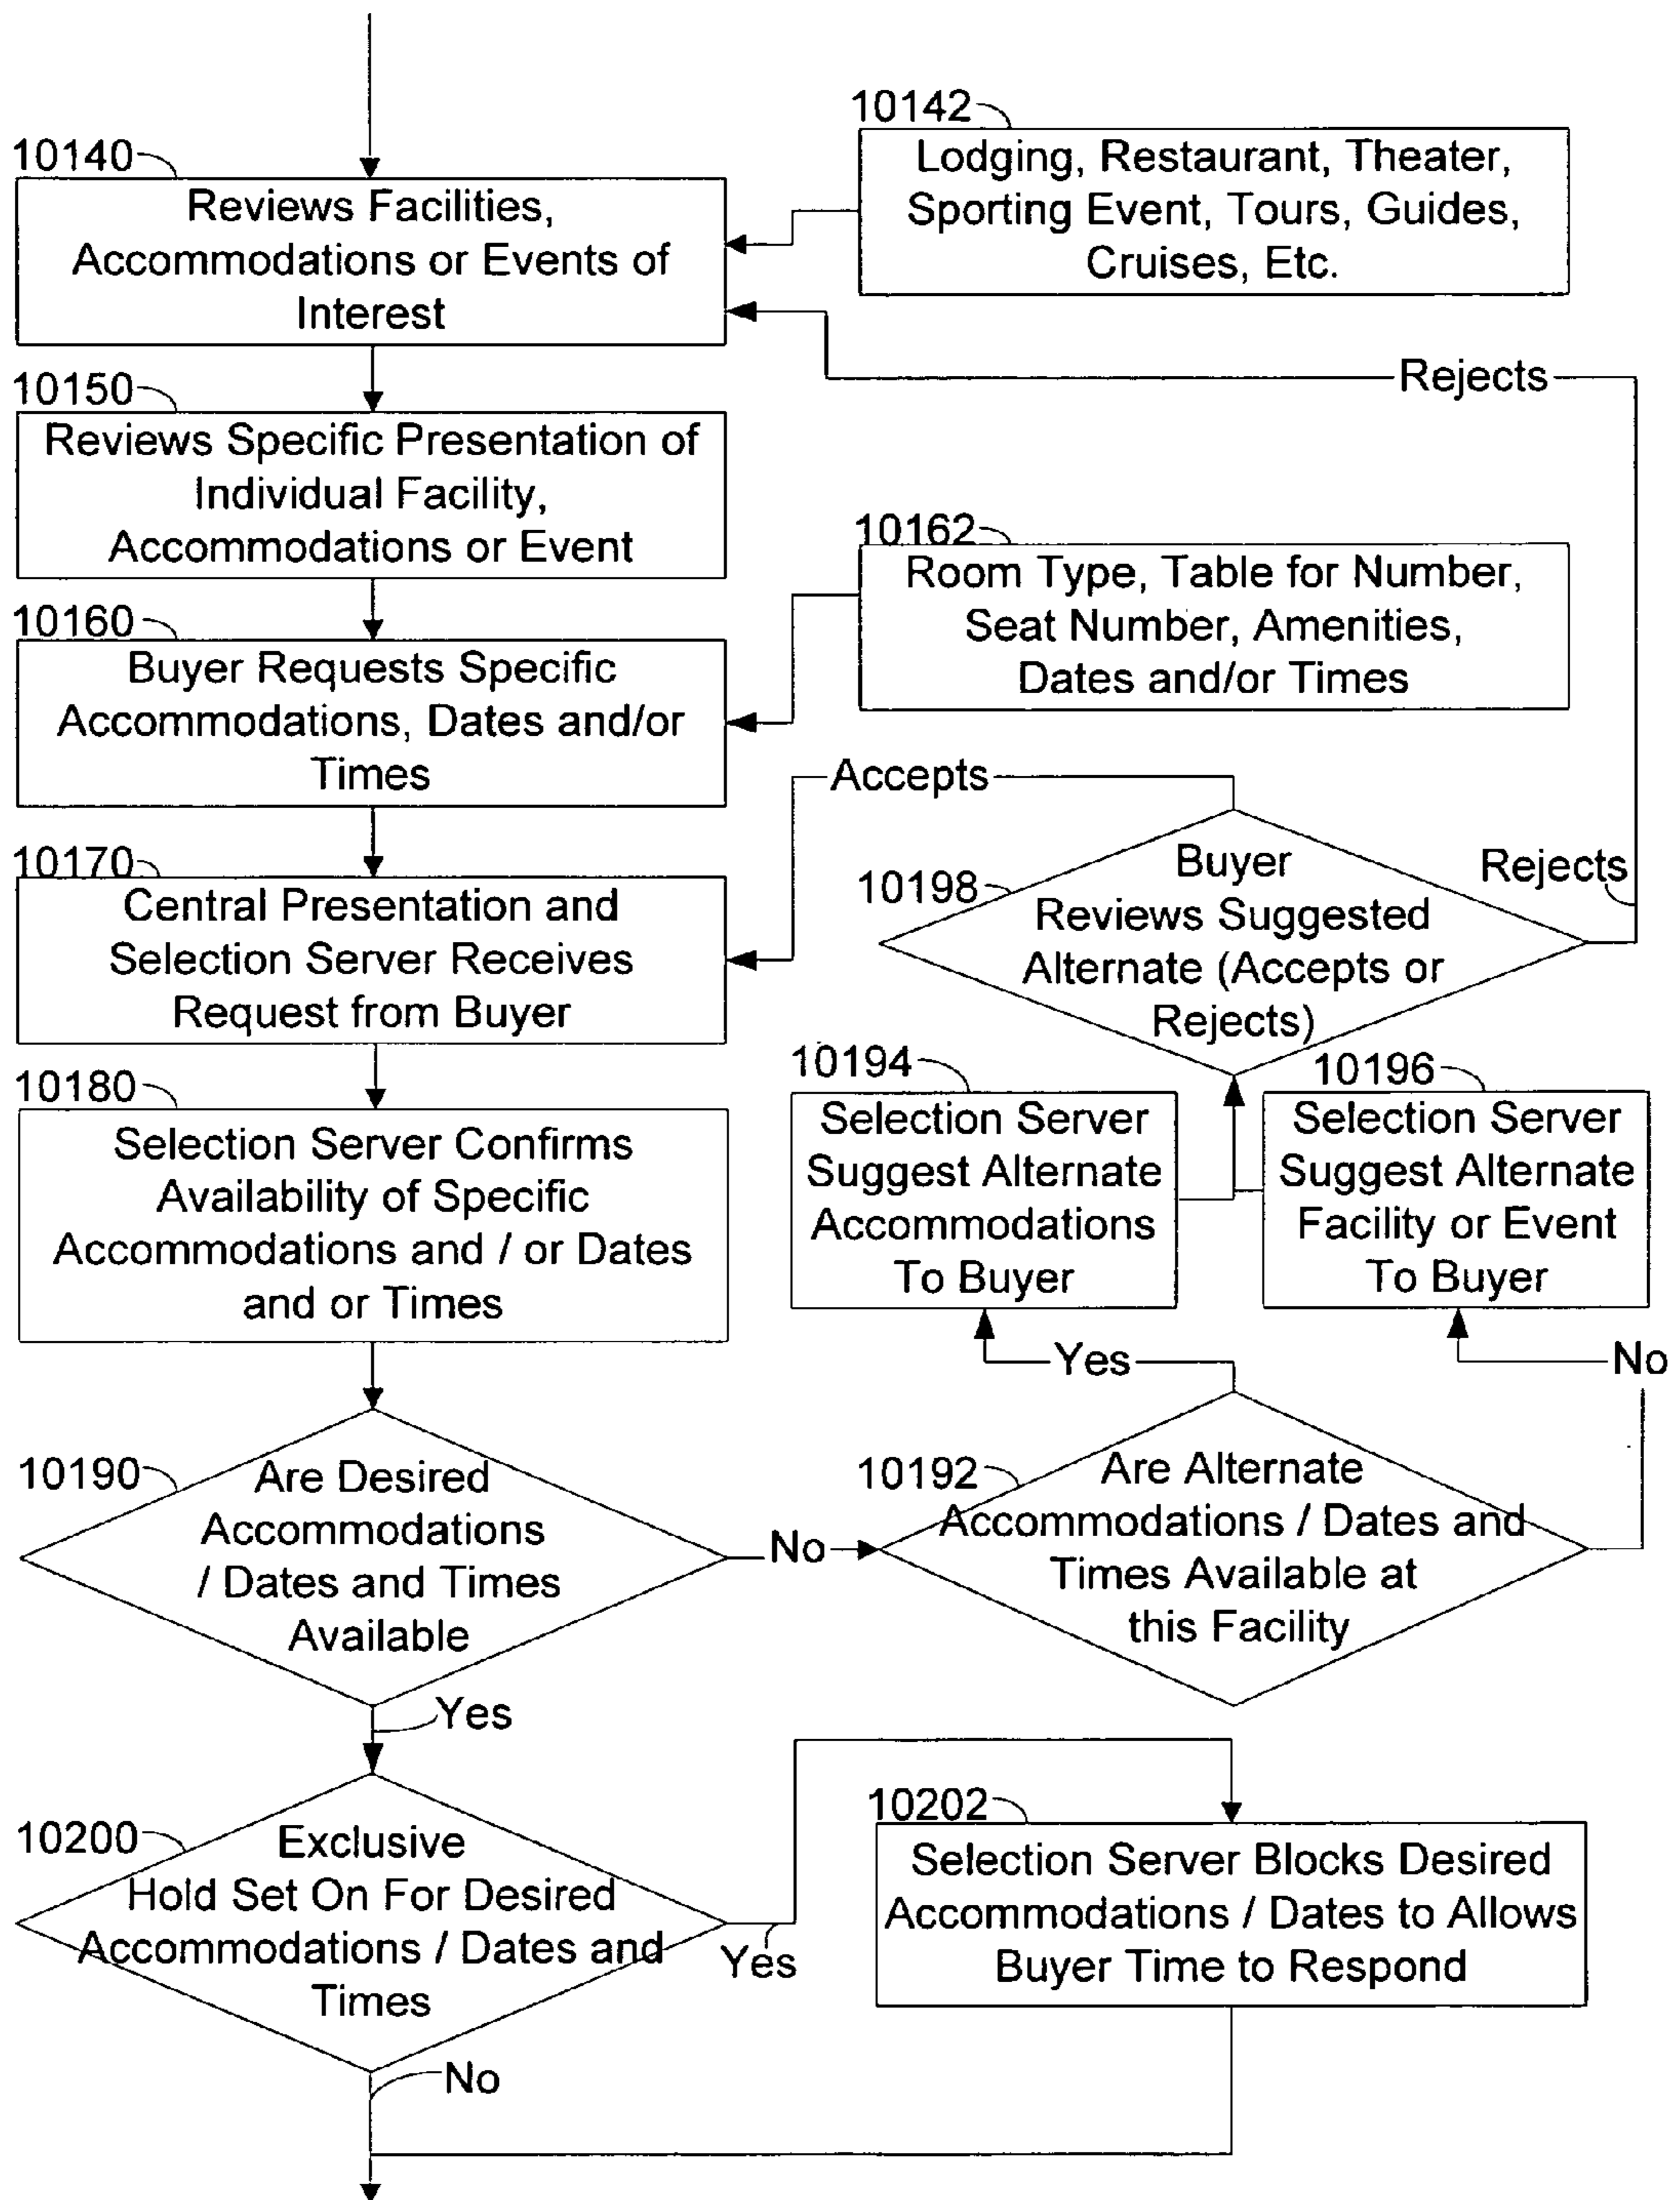 10140
Reviews Facilities,
Accommodations or Events of
Interest
10142
Lodging, Restaurant, Theater,
Sporting Event, Tours, Guides,
Cruises, Etc.
Rejects
10150
Reviews Specific Presentation of
Individual Facility,
Accommodations or Event
10160
Buyer Requests Specific
Accommodations, Dates and/or
Times
10162
Room Type, Table for Number,
Seat Number, Amenities,
Dates and/or Times
Accepts
10170
Central Presentation and
Selection Server Receives
Request from Buyer
10198
Buyer
Reviews Suggested
Alternate (Accepts or
Rejects)
Rejects
10180
Selection Server Confirms
Availability of Specific
Accommodations and / or Dates
and or Times
10194
Selection Server
Suggest Alternate
Accommodations
To Buyer
10196
Selection Server
Suggest Alternate
Facility or Event
To Buyer
Yes
No
10190
Are Desired
Accommodations
/ Dates and Times
Available
No
10192
Are Alternate
Accommodations / Dates and
Times Available at
this Facility
Yes
10200
Exclusive
Hold Set On For Desired
Accommodations / Dates and
Times
Yes
10202
Selection Server Blocks Desired
Accommodations / Dates to Allows
Buyer Time to Respond
No